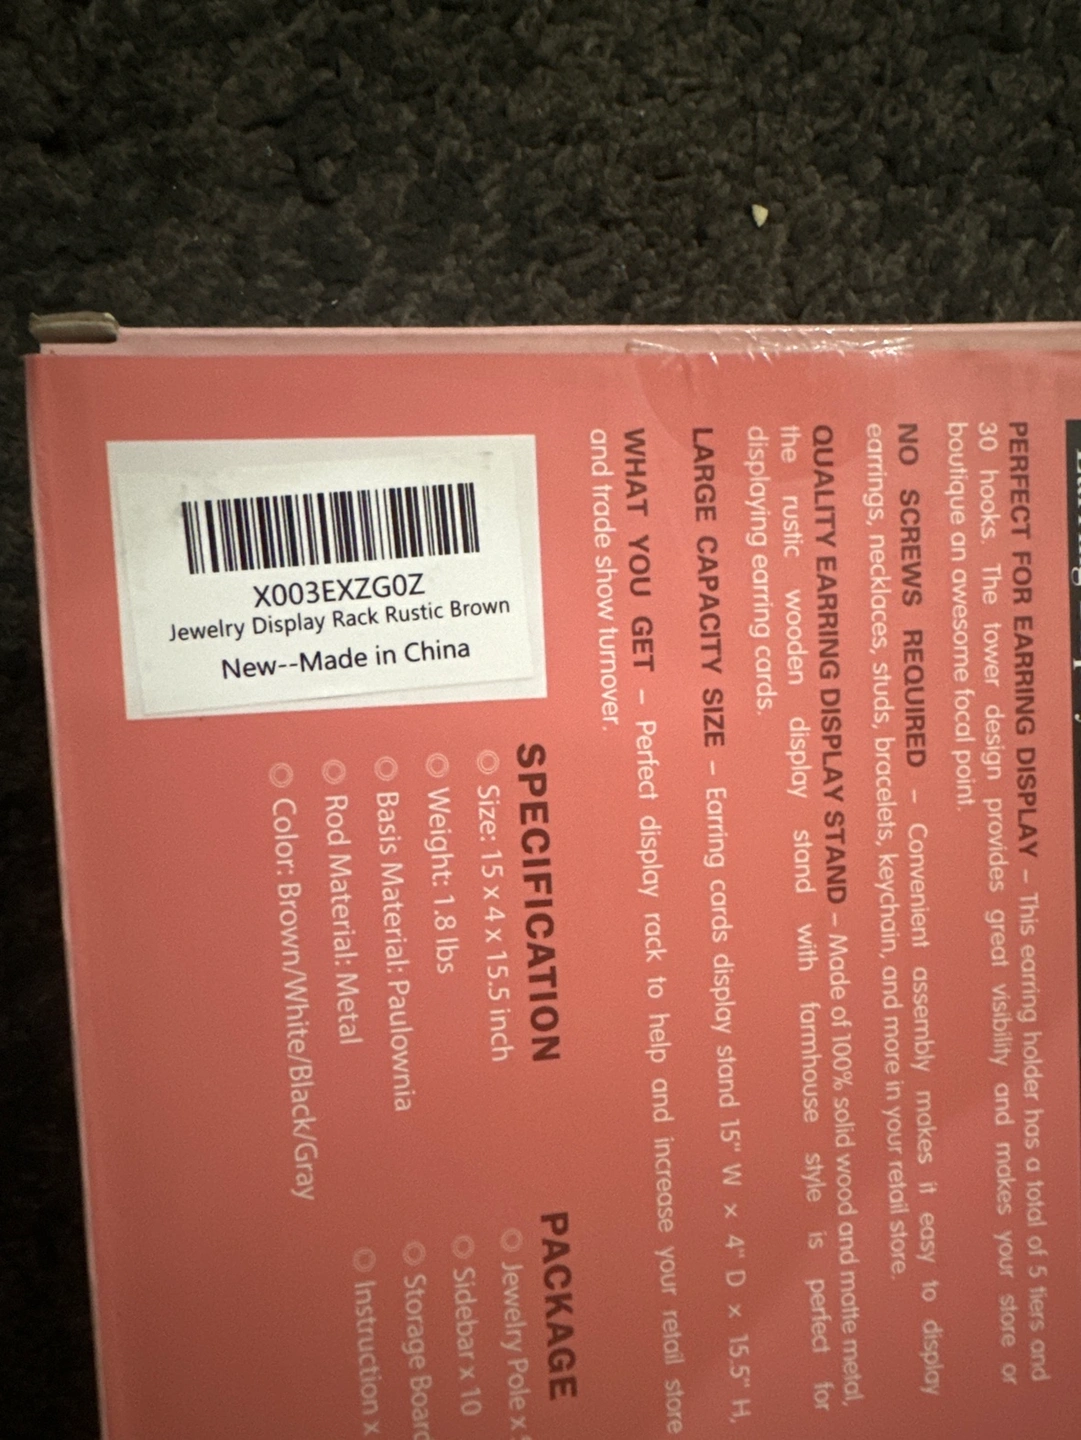 PERFECT FOR EARRING DISPLAY – This earring holder has a total of 5 tiers and
30 hooks. The tower design provides great visibility and makes your store or
boutique an awesome focal point.
NO SCREWS REQUIRED – Convenient assembly makes it easy to display
earrings, necklaces, studs, bracelets, keychain, and more in your retail store.
QUALITY EARRING DISPLAY STAND – Made of 100% solid wood and matte metal,
the rustic wooden display stand with farmhouse style is perfect for
displaying earring cards.
LARGE CAPACITY SIZE – Earring cards display stand 15" W x 4" D x 15.5" H,
WHAT YOU GET – Perfect display rack to help and increase your retail store
and trade show turnover.
SPECIFICATION
Size: 15 x 4 x 15.5 inch
Weight: 1.8 lbs
Basis Material: Paulownia
Rod Material: Metal
Color: Brown/White/Black/Gray
PACKAGE
Jewelry Pole x
Sidebar x 10
Storage Board
Instruction x
X003EXZG0Z
Jewelry Display Rack Rustic Brown
New--Made in China